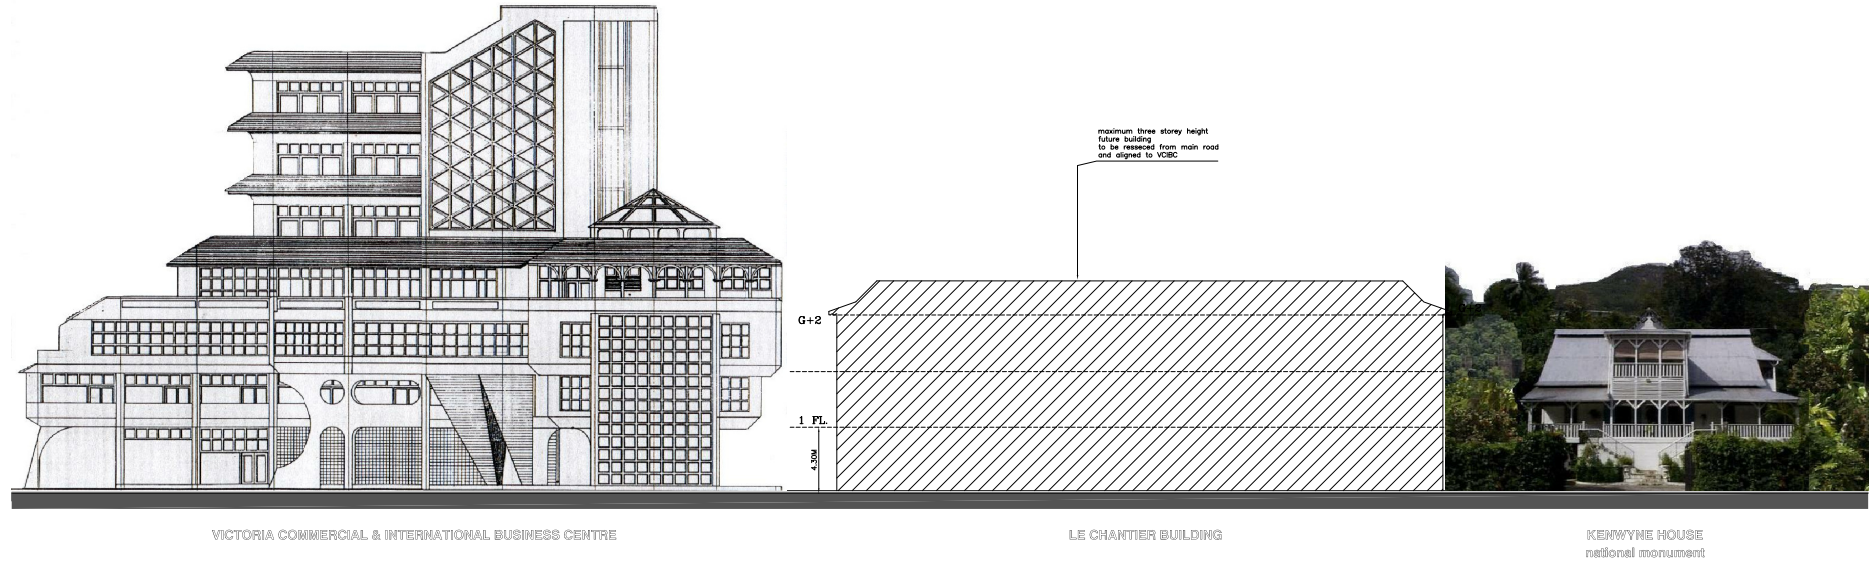 maximum three storey height
future building
to be resseced from main road
and aligned to VCIBC
G+2
1 FL.
4.30M
VICTORIA COMMERCIAL & INTERNATIONAL BUSINESS CENTRE
LE CHANTIER BUILDING
KENWYNE HOUSE
national monument